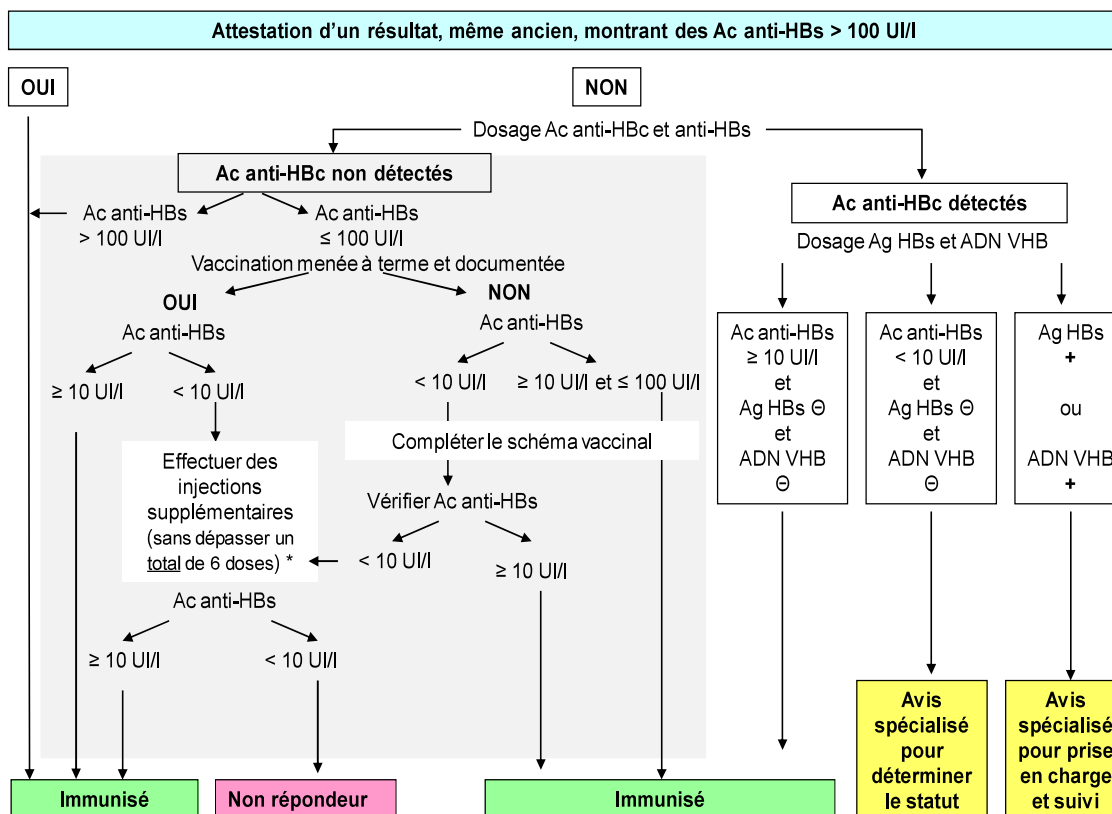 Attestation d'un résultat, même ancien, montrant des Ac anti-HBs > 100 UI/l
OUI
NON
Dosage Ac anti-HBc et anti-HBs
Ac anti-HBc non détectés
Ac anti-HBs
> 100 UI/l
Ac anti-HBs
≤ 100 UI/l
Vaccination menée à terme et documentée
OUI
Ac anti-HBs
≥ 10 UI/l
< 10 UI/l
NON
Ac anti-HBs
< 10 UI/l
≥ 10 UI/l et ≤ 100 UI/l
Effectuer des
injections
supplémentaires
(sans dépasser un
total de 6 doses) *
Compléter le schéma vaccinal
Vérifier Ac anti-HBs
< 10 UI/l
≥ 10 UI/l
Ac anti-HBs
≥ 10 UI/l
< 10 UI/l
Ac anti-HBc détectés
Dosage Ag HBs et ADN VHB
Ac anti-HBs
≥ 10 UI/l
et
Ag HBs Θ
et
ADN VHB
Θ
Ac anti-HBs
< 10 UI/l
et
Ag HBs Θ
et
ADN VHB
Θ
Ag HBs
+
ou
ADN VHB
+
Immunisé
Non répondeur
Immunisé
Avis
spécialisé
pour
déterminer
le statut
Avis
spécialisé
pour prise
en charge
et suivi